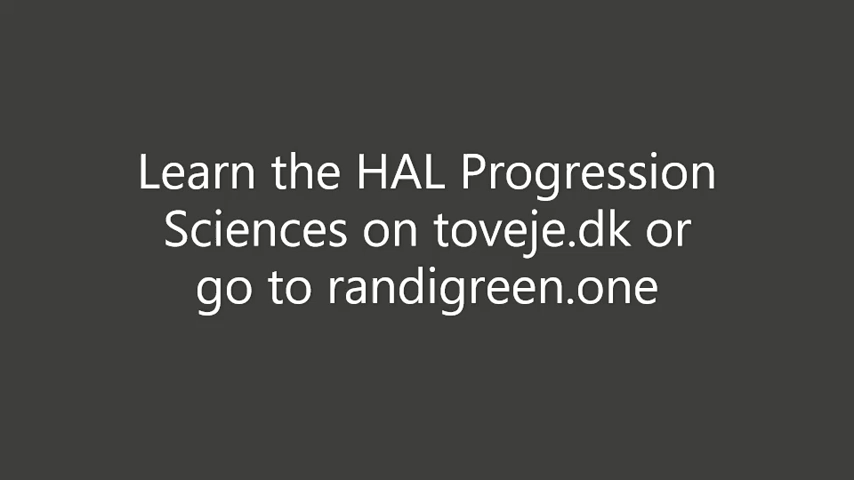 Learn the HAL Progression
Sciences on toveje.dk or
go to randigreen.one